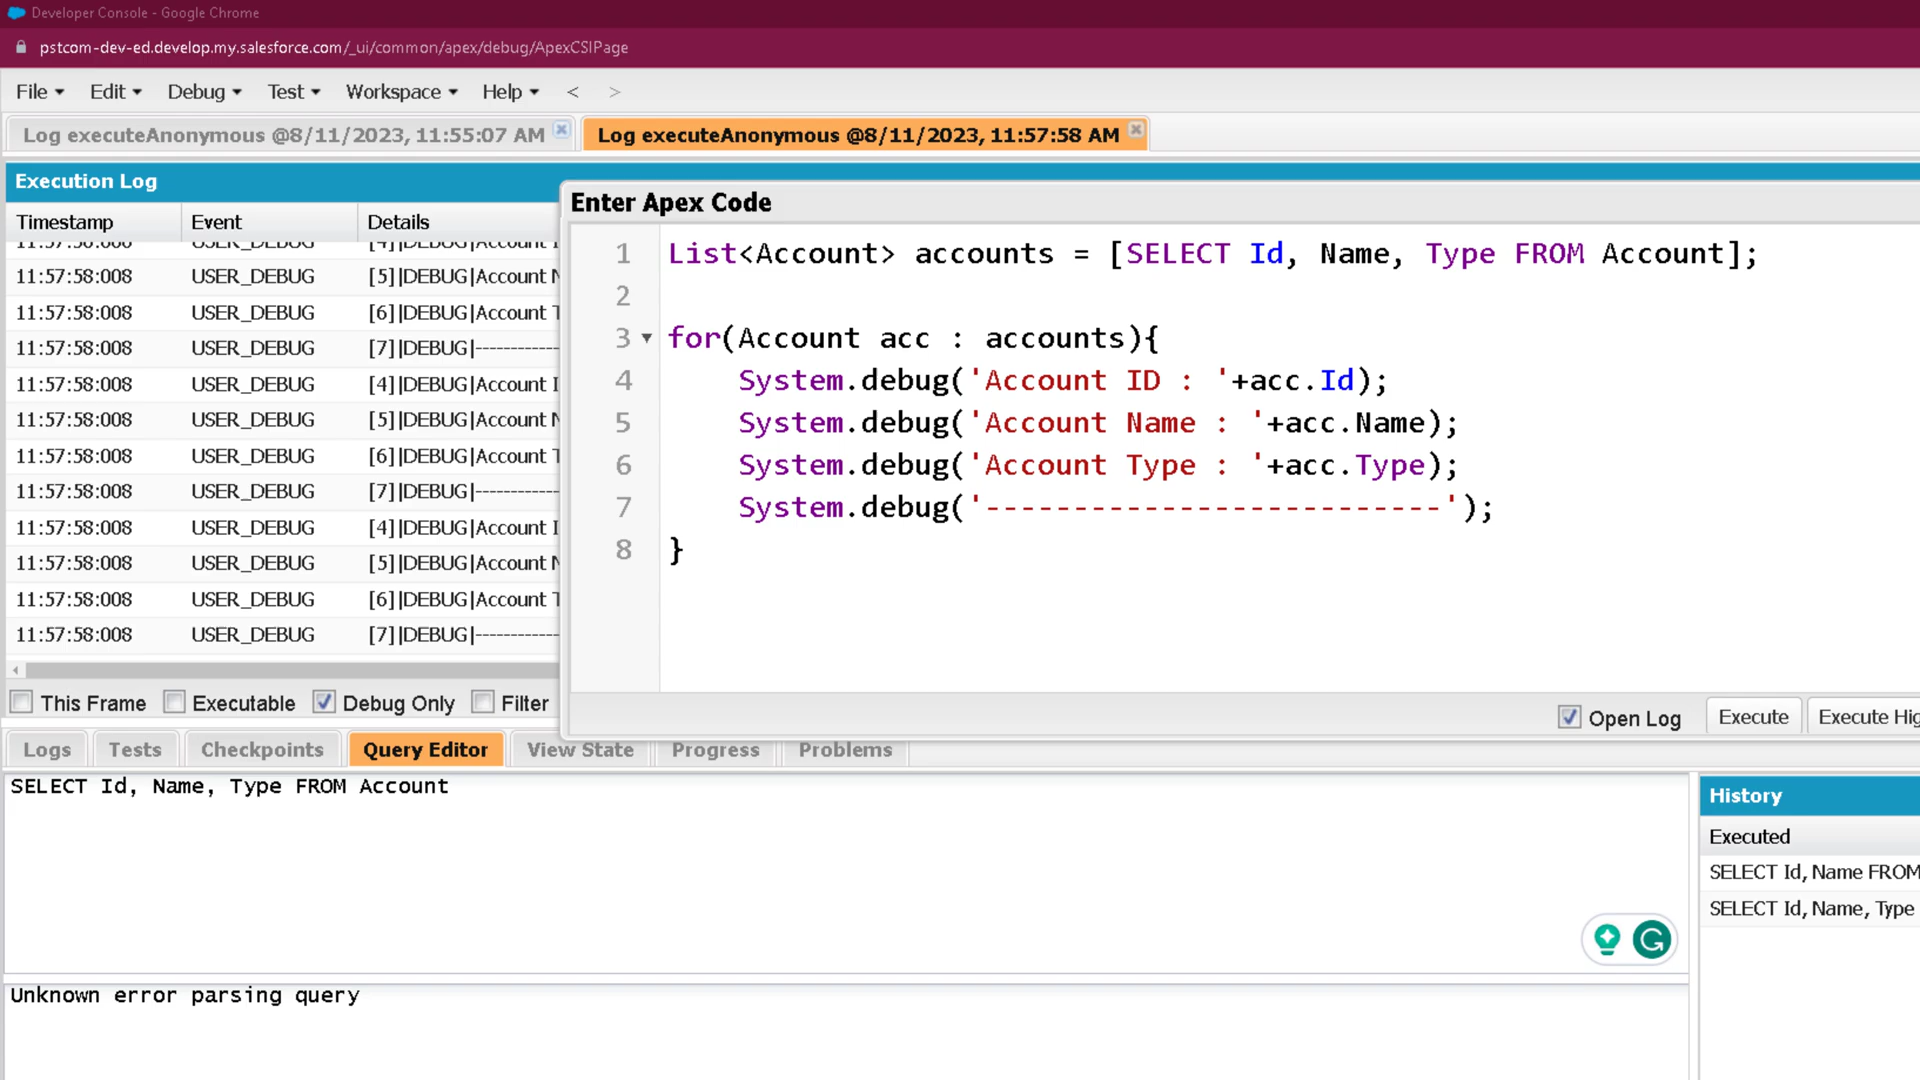 Developer Console - Google Chrome
pstcom-dev-ed.develop.my.salesforce.com/_ui/common/apex/debug/ApexCSIPage
File Edit Debug Test Workspace Help < >
Log executeAnonymous @8/11/2023, 11:55:07 AM Log executeAnonymous @8/11/2023, 11:57:58 AM
Execution Log
Timestamp Event Details
11:57:58:008 USER_DEBUG [4]|DEBUG|Account I
11:57:58:008 USER_DEBUG [5]|DEBUG|Account N
11:57:58:008 USER_DEBUG [6]|DEBUG|Account T
11:57:58:008 USER_DEBUG [7]|DEBUG|------------
11:57:58:008 USER_DEBUG [4]|DEBUG|Account I
11:57:58:008 USER_DEBUG [5]|DEBUG|Account N
11:57:58:008 USER_DEBUG [6]|DEBUG|Account T
11:57:58:008 USER_DEBUG [7]|DEBUG|------------
11:57:58:008 USER_DEBUG [4]|DEBUG|Account I
11:57:58:008 USER_DEBUG [5]|DEBUG|Account N
11:57:58:008 USER_DEBUG [6]|DEBUG|Account T
11:57:58:008 USER_DEBUG [7]|DEBUG|------------
This Frame Executable Debug Only Filter
Enter Apex Code
1 List<Account> accounts = [SELECT Id, Name, Type FROM Account];
2
3 for(Account acc : accounts){
4 System.debug('Account ID : '+acc.Id);
5 System.debug('Account Name : '+acc.Name);
6 System.debug('Account Type : '+acc.Type);
7 System.debug('--------------------------');
8 }
Open Log Execute Execute Hig
Logs Tests Checkpoints Query Editor View State Progress Problems
SELECT Id, Name, Type FROM Account
Unknown error parsing query
History
Executed
SELECT Id, Name FROM
SELECT Id, Name, Type